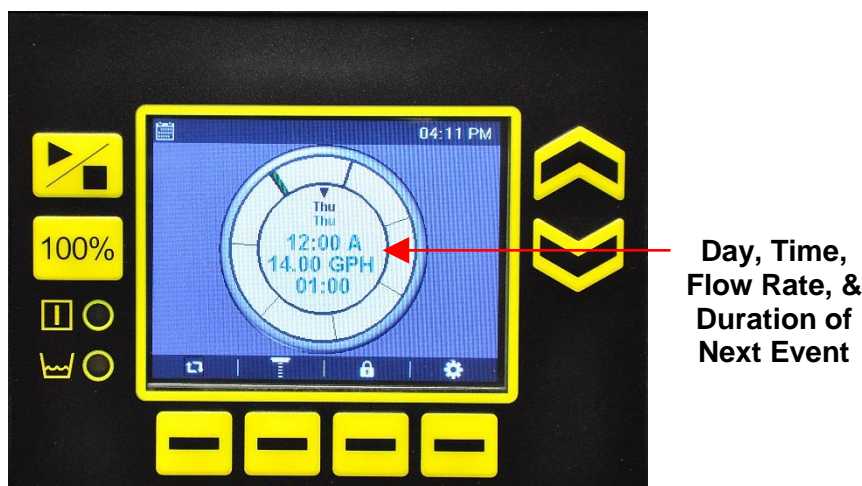 04:11 PM
Thu
Thu
12:00 A
14.00 GPH
01:00
100%
Day, Time,
Flow Rate, &
Duration of
Next Event